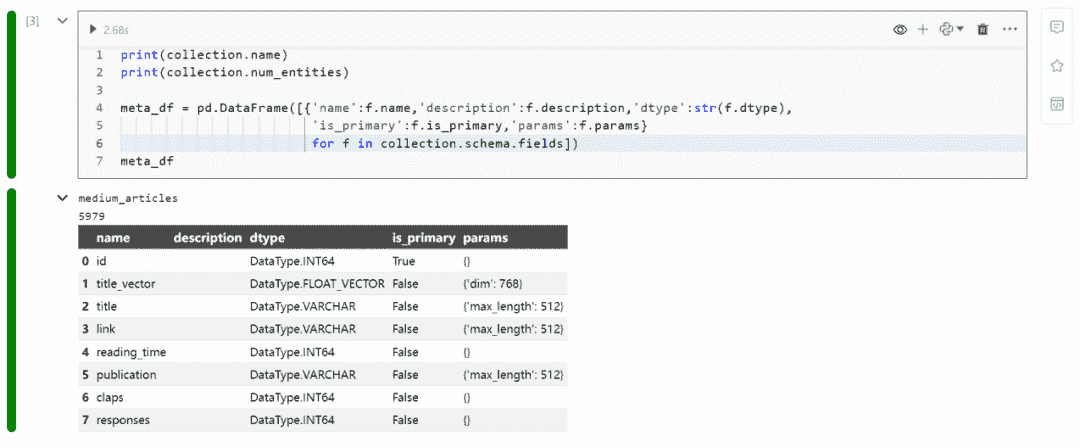 [3]
2.68s
1 print(collection.name)
2 print(collection.num_entities)
3
4 meta_df = pd.DataFrame([{'name':f.name,'description':f.description,'dtype':str(f.dtype),
5 'is_primary':f.is_primary,'params':f.params}
6 for f in collection.schema.fields])
7 meta_df
medium_articles
5979
name description dtype is_primary params
0 id DataType.INT64 True {}
1 title_vector DataType.FLOAT_VECTOR False {'dim': 768}
2 title DataType.VARCHAR False {'max_length': 512}
3 link DataType.VARCHAR False {'max_length': 512}
4 reading_time DataType.INT64 False {}
5 publication DataType.VARCHAR False {'max_length': 512}
6 claps DataType.INT64 False {}
7 responses DataType.INT64 False {}